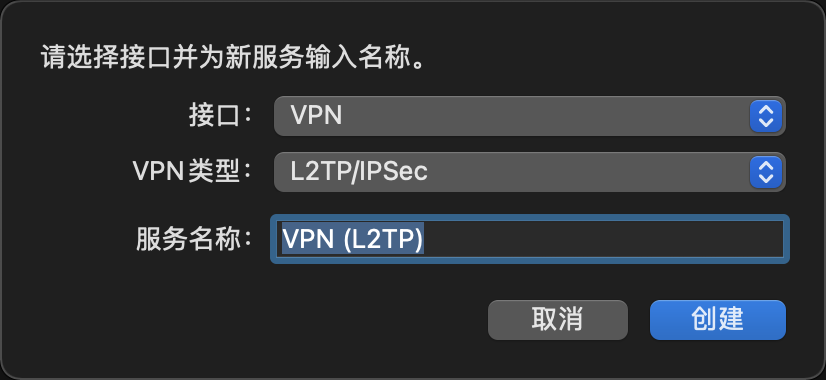 请选择接口并为新服务输入名称。
接口： VPN
VPN 类型： L2TP/IPSec
服务名称： VPN (L2TP)
取消 创建